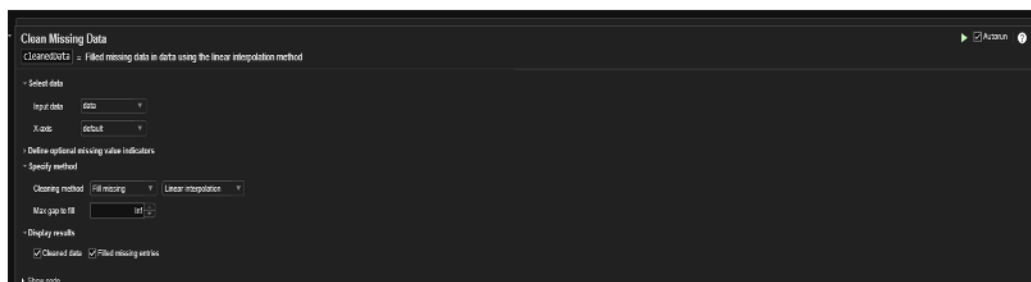 Clean Missing Data
Autorun ?
cleanedData = Filled missing data in data using the linear interpolation method
Select data
Input data data
X-axis default
Define optional missing value indicators
Specify method
Cleaning method Fill missing Linear interpolation
Max gap to fill Inf
Display results
Cleaned data Filled missing entries
Show code